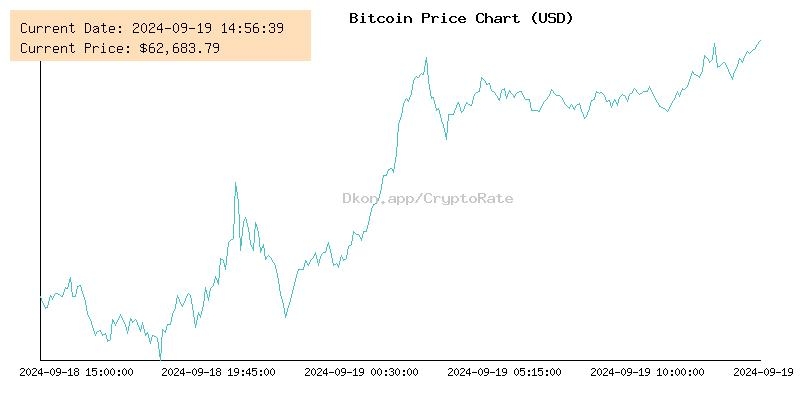 Bitcoin Price Chart (USD)
Current Date: 2024-09-19 14:56:39
Current Price: $62,683.79
Dkon.app/CryptoRate
2024-09-18 15:00:00 2024-09-18 19:45:00 2024-09-19 00:30:00 2024-09-19 05:15:00 2024-09-19 10:00:00 2024-09-19